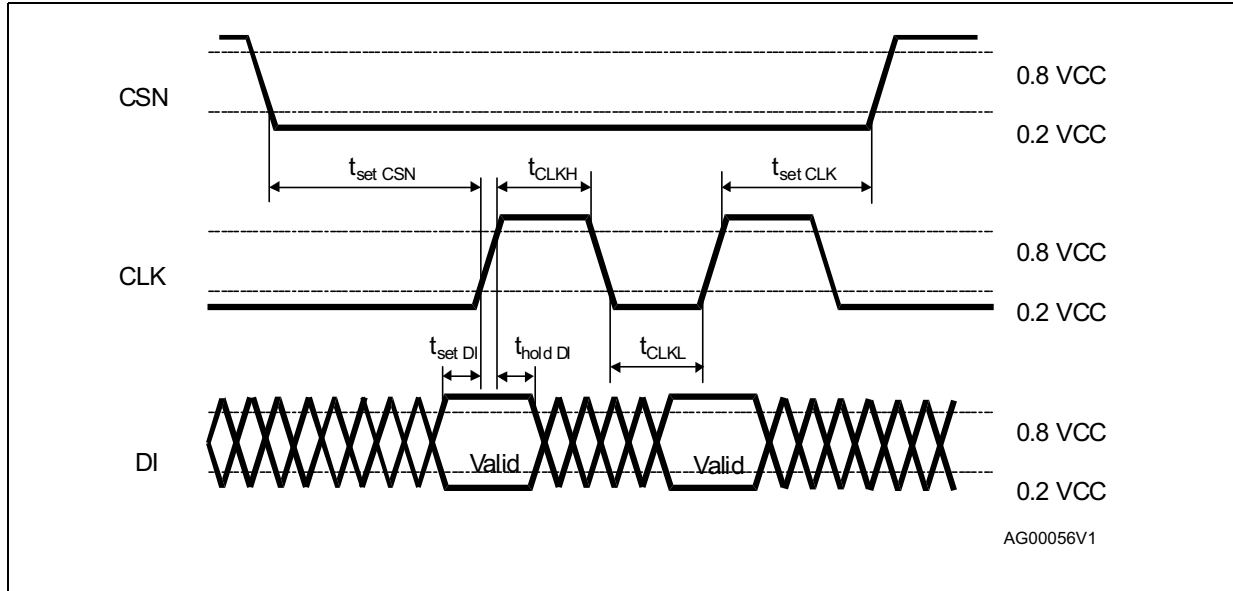 0.8 VCC
CSN
0.2 VCC
tset CSN
tCLKH
tset CLK
0.8 VCC
CLK
0.2 VCC
tset DI
thold DI
tCLKL
0.8 VCC
DI
Valid
Valid
0.2 VCC
AG00056V1